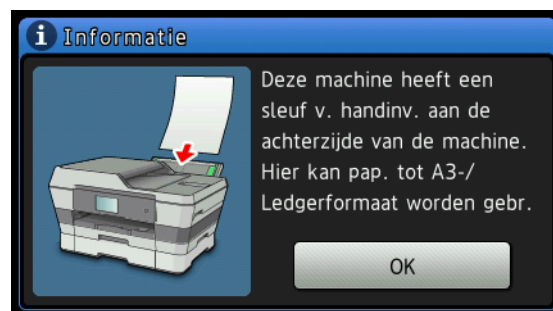 Informatie
Deze machine heeft een
sleuf v. handinv. aan de
achterzijde van de machine.
Hier kan pap. tot A3-/
Ledgerformaat worden gebr.
OK